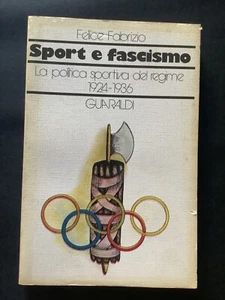 Felice Fabrizio
Sport e fascismo
La politica sportiva del regime
1924-1936
GUARALDI